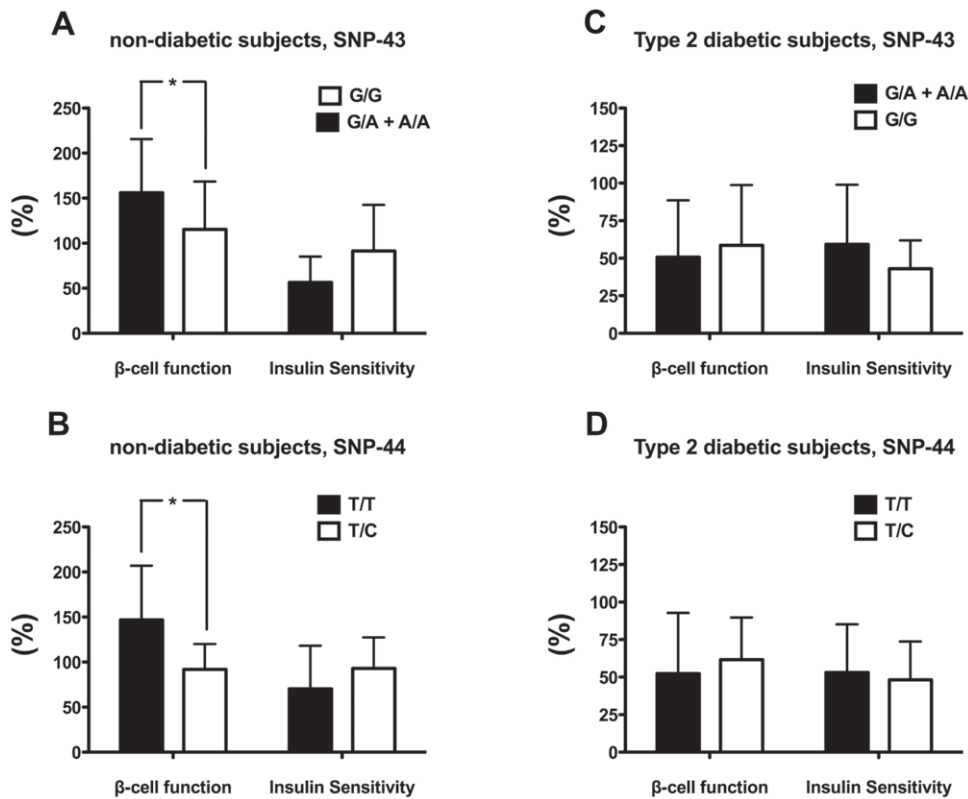 A
non-diabetic subjects, SNP-43
G/G
G/A + A/A
*
(%)
250
200
150
100
50
0
β-cell function
Insulin Sensitivity
C
Type 2 diabetic subjects, SNP-43
G/A + A/A
G/G
(%)
150
125
100
75
50
25
0
β-cell function
Insulin Sensitivity
B
non-diabetic subjects, SNP-44
T/T
T/C
*
(%)
250
200
150
100
50
0
β-cell function
Insulin Sensitivity
D
Type 2 diabetic subjects, SNP-44
T/T
T/C
(%)
150
125
100
75
50
25
0
β-cell function
Insulin Sensitivity